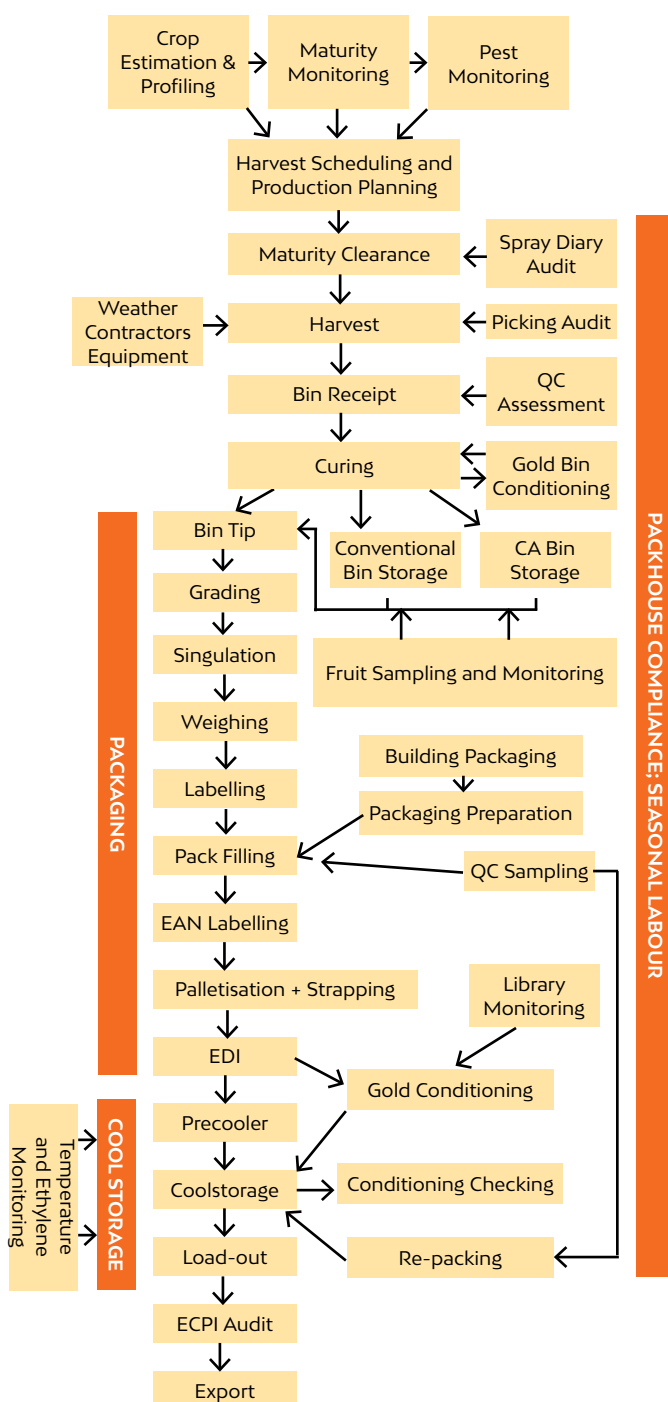 Crop
Estimation &
Profiling
Maturity
Monitoring
Pest
Monitoring
Harvest Scheduling and
Production Planning
Maturity Clearance
Spray Diary
Audit
Weather
Contractors
Equipment
Harvest
Picking Audit
Bin Receipt
QC
Assessment
Curing
Gold Bin
Conditioning
Bin Tip
Conventional
Bin Storage
CA Bin
Storage
Grading
Singulation
Fruit Sampling and Monitoring
Weighing
Building Packaging
Labelling
Packaging Preparation
Pack Filling
QC Sampling
EAN Labelling
Palletisation + Strapping
Library
Monitoring
EDI
Gold Conditioning
Precooler
Coolstorage
Conditioning Checking
Load-out
Re-packing
ECPI Audit
Export
PACKAGING
COOL STORAGE
Temperature
and Ethylene
Monitoring
PACKHOUSE COMPLIANCE; SEASONAL LABOUR